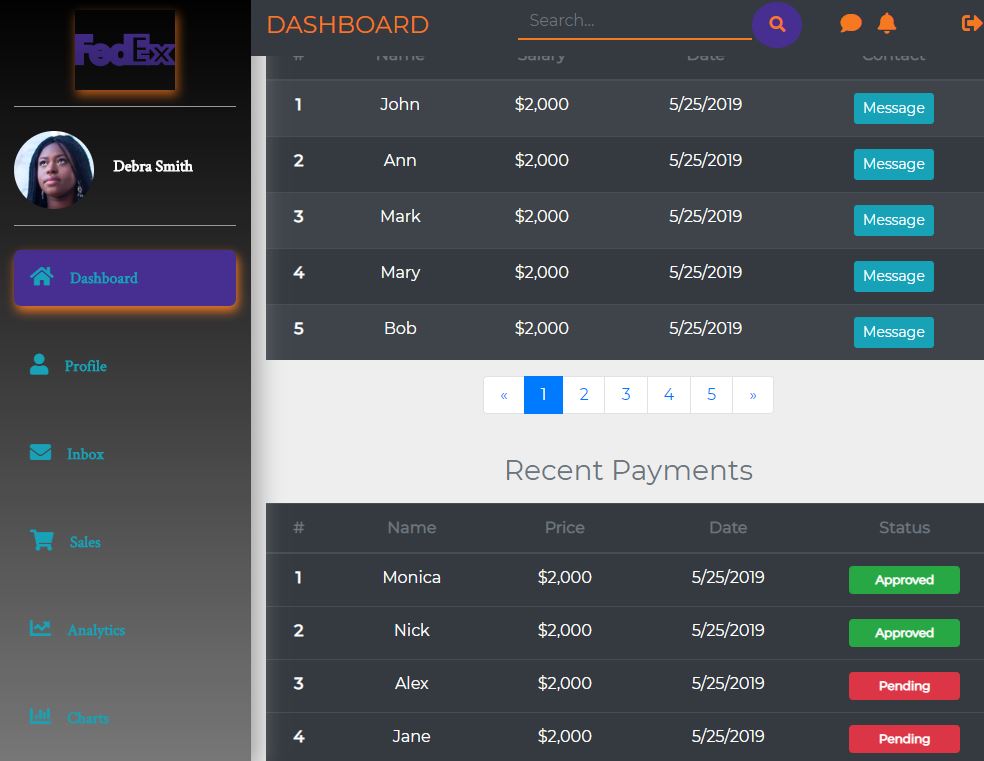 FedEx
Debra Smith
Dashboard
Profile
Inbox
Sales
Analytics
Charts
DASHBOARD
Search...
# Name Salary Date Contact
1 John $2,000 5/25/2019 Message
2 Ann $2,000 5/25/2019 Message
3 Mark $2,000 5/25/2019 Message
4 Mary $2,000 5/25/2019 Message
5 Bob $2,000 5/25/2019 Message
« 1 2 3 4 5 »
Recent Payments
# Name Price Date Status
1 Monica $2,000 5/25/2019 Approved
2 Nick $2,000 5/25/2019 Approved
3 Alex $2,000 5/25/2019 Pending
4 Jane $2,000 5/25/2019 Pending